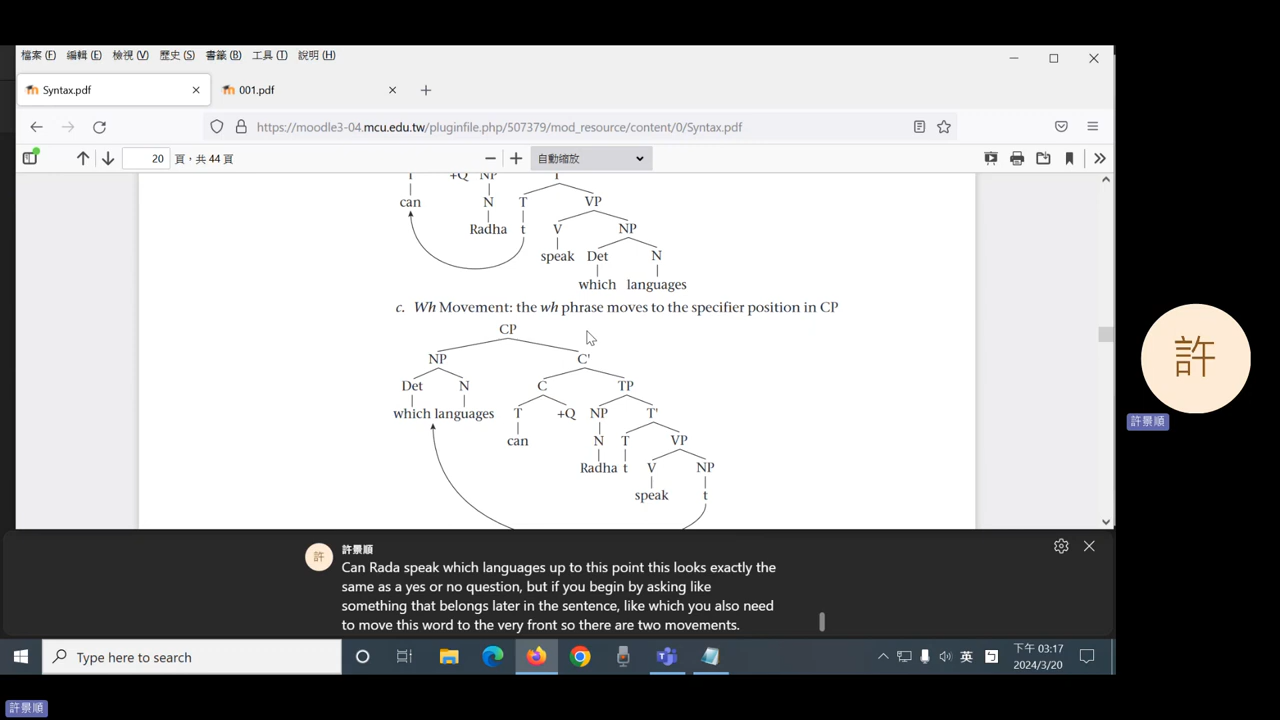 檔案 (F) 編輯 (E) 檢視 (V) 歷史 (S) 書籤 (B) 工具 (T) 說明 (H)
Syntax.pdf 001.pdf
https://moodle3-04.mcu.edu.tw/pluginfile.php/507379/mod_resource/content/0/Syntax.pdf
20 頁，共 44 頁 自動縮放
T +Q NP T'
can N T VP
Radha t V NP
speak Det N
which languages
c. Wh Movement: the wh phrase moves to the specifier position in CP
CP
NP C'
Det N C TP
which languages T +Q NP T'
can N T VP
Radha t V NP
speak t
許
許景順
許 許景順
Can Rada speak which languages up to this point this looks exactly the
same as a yes or no question, but if you begin by asking like
something that belongs later in the sentence, like which you also need
to move this word to the very front so there are two movements.
Type here to search
英
下午 03:17
2024/3/20
許景順